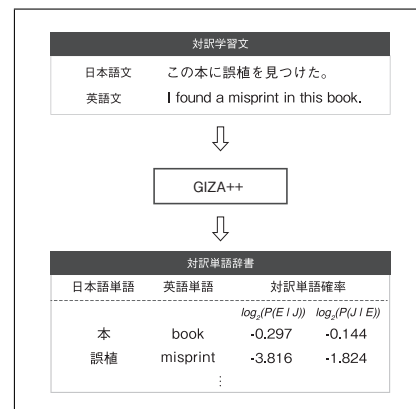 対訳学習文
日本語文 この本に誤植を見つけた。
英語文 I found a misprint in this book.
GIZA++
対訳単語辞書
日本語単語 英語単語 対訳単語確率
log₂(P(E | J)) log₂(P(J | E))
本 book -0.297 -0.144
誤植 misprint -3.816 -1.824
⋮